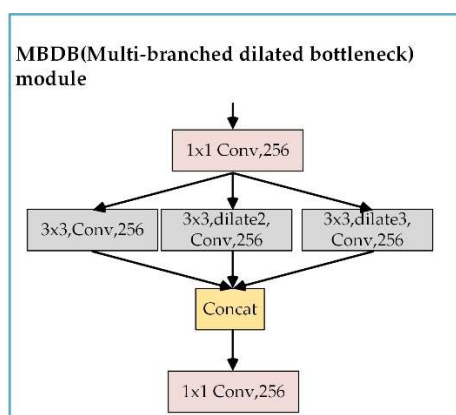 MBDB(Multi-branched dilated bottleneck)
module
1x1 Conv,256
3x3,Conv,256
3x3,dilate2,
Conv,256
3x3,dilate3,
Conv,256
Concat
1x1 Conv,256